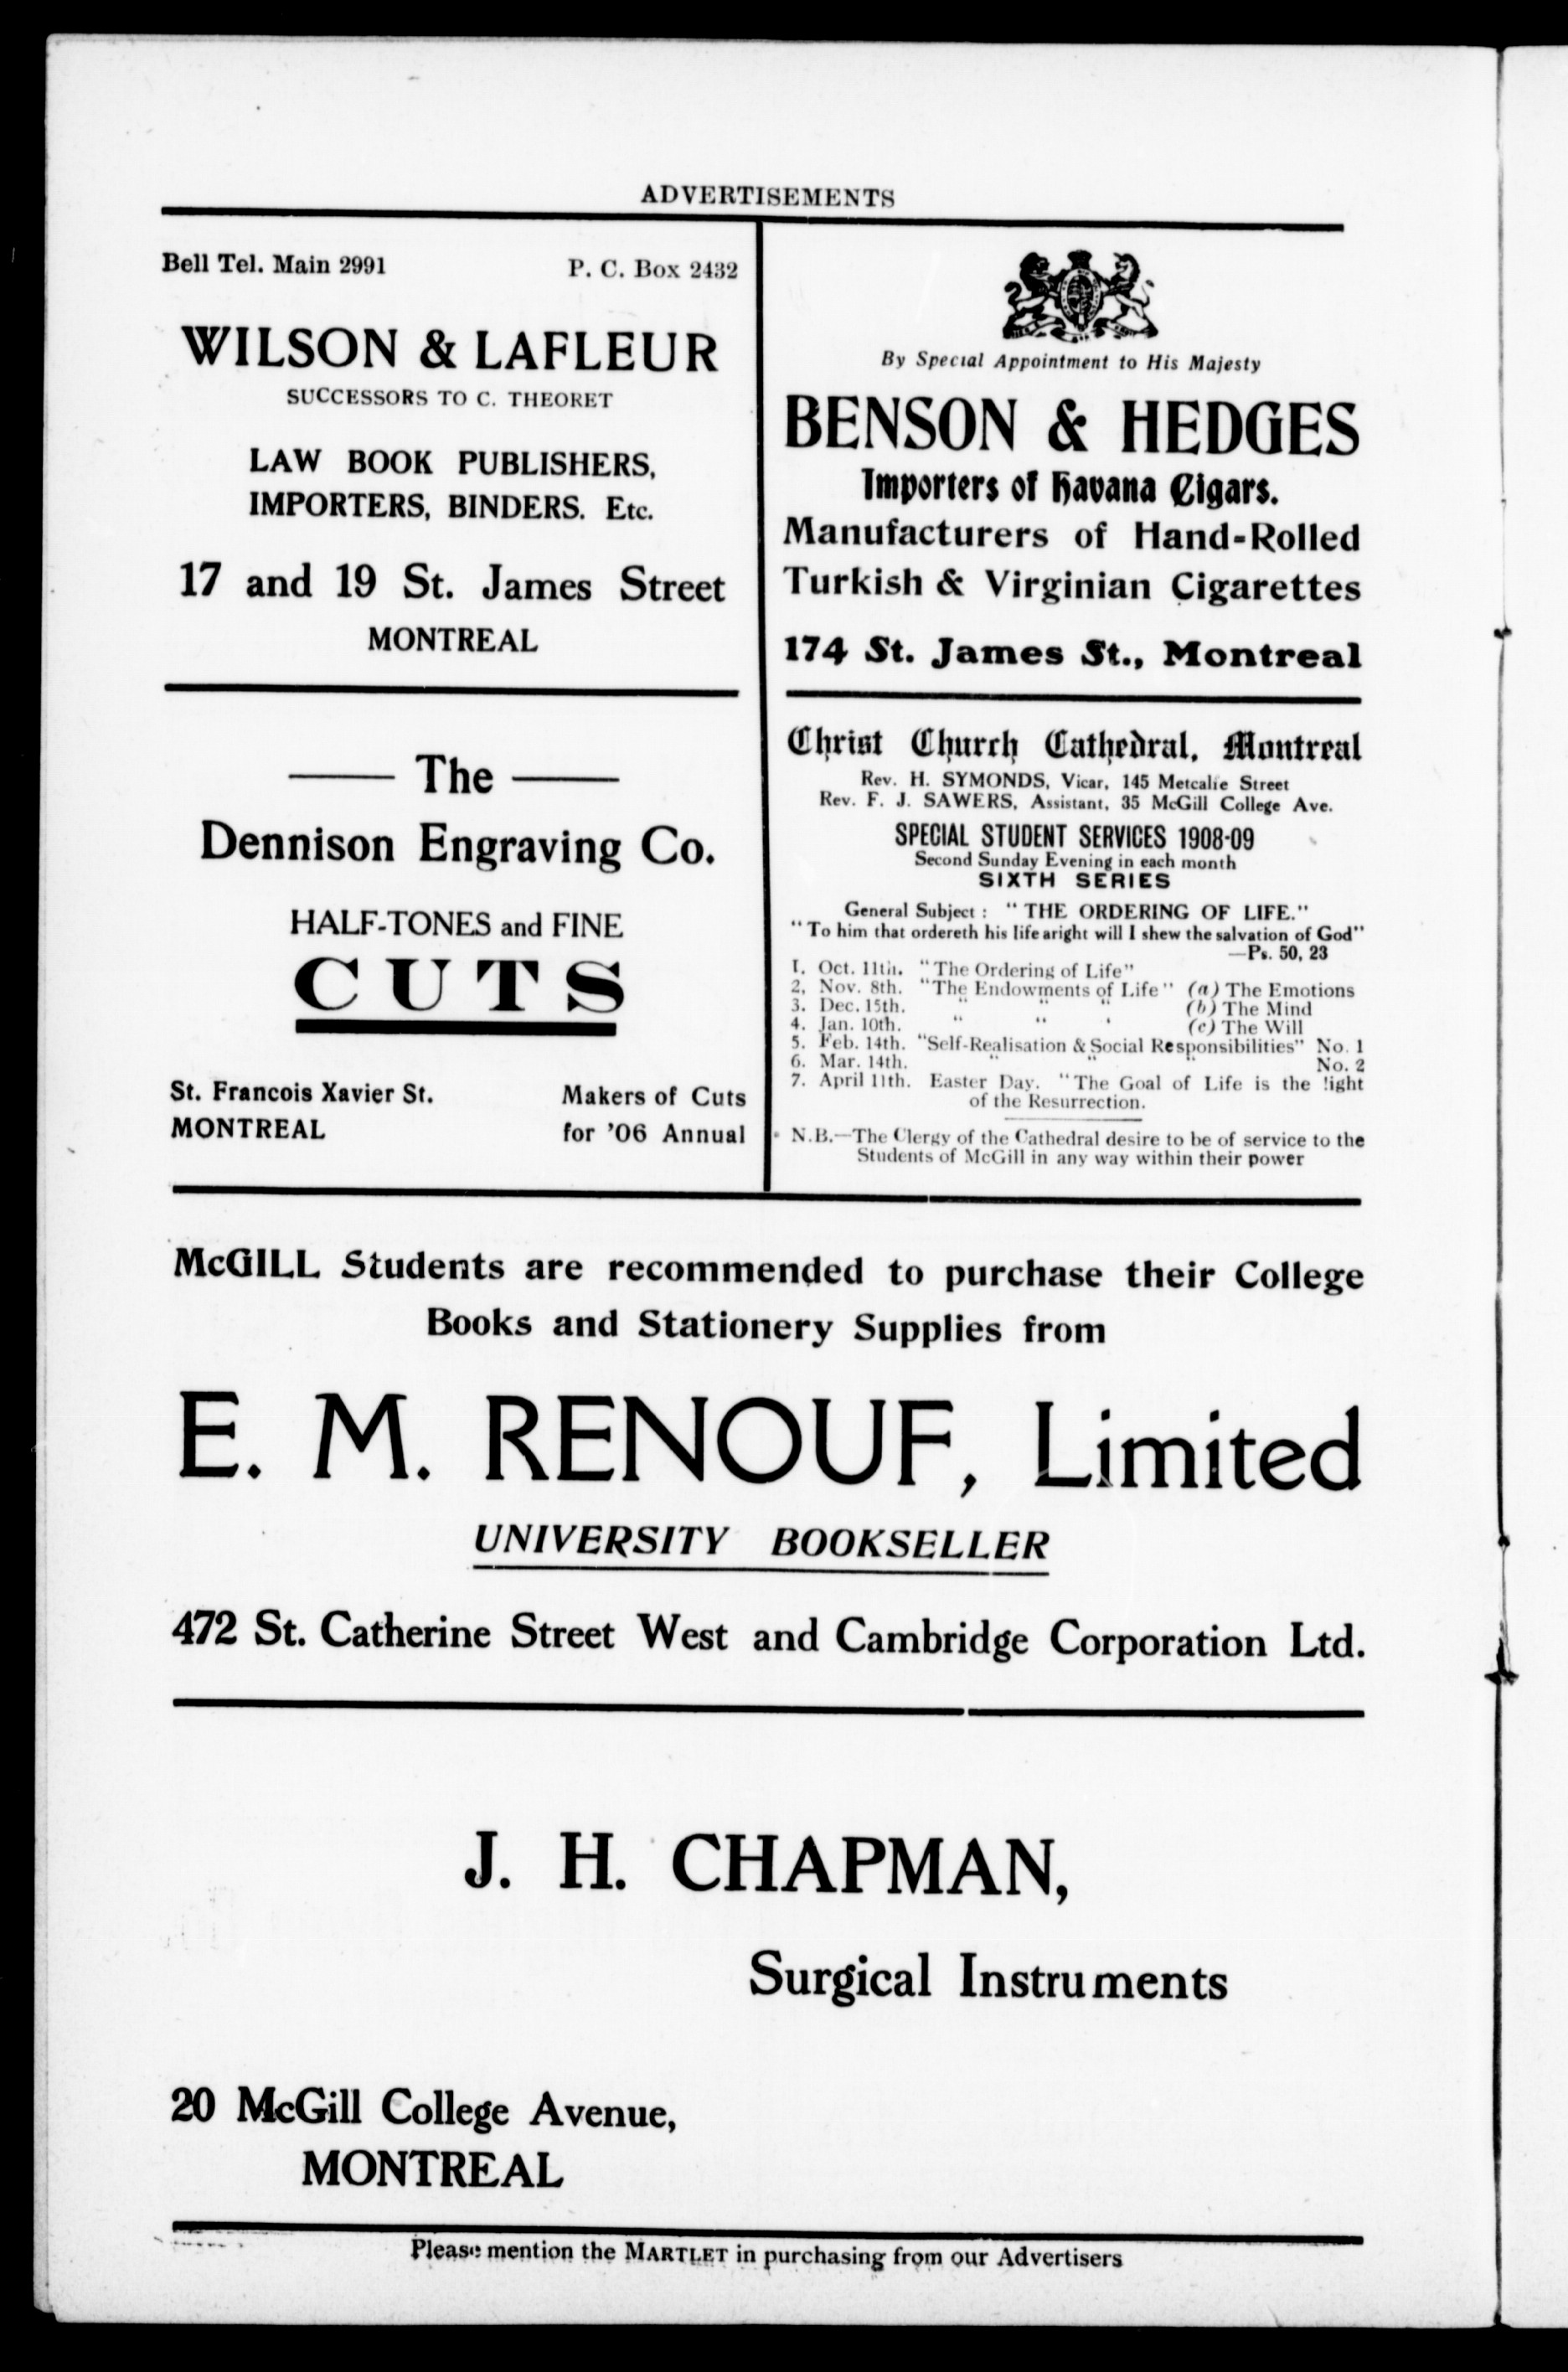 ADVERTISEMENTS
Bell Tel. Main 2991 P. C. Box 2432
WILSON & LAFLEUR
SUCCESSORS TO C. THEORET
LAW BOOK PUBLISHERS,
IMPORTERS, BINDERS. Etc.
17 and 19 St. James Street
MONTREAL
The
Dennison Engraving Co.
HALF-TONES and FINE
CUTS
St. Francois Xavier St. Makers of Cuts
MONTREAL for '06 Annual
By Special Appointment to His Majesty
BENSON & HEDGES
Importers of Havana Cigars.
Manufacturers of Hand-Rolled
Turkish & Virginian Cigarettes
174 St. James St., Montreal
Christ Church Cathedral, Montreal
Rev. H. SYMONDS, Vicar, 145 Metcalfe Street
Rev. F. J. SAWERS, Assistant, 35 McGill College Ave.
SPECIAL STUDENT SERVICES 1908-09
Second Sunday Evening in each month
SIXTH SERIES
General Subject : "THE ORDERING OF LIFE."
"To him that ordereth his life aright will I shew the salvation of God"
—Ps. 50, 23
1. Oct. 11th. "The Ordering of Life"
2, Nov. 8th. "The Endowments of Life" (a) The Emotions
3. Dec. 15th. " " " (b) The Mind
4. Jan. 10th. " " ' (c) The Will
5. Feb. 14th. "Self-Realisation & Social Responsibilities" No. 1
6. Mar. 14th. " " " No. 2
7. April 11th. Easter Day. "The Goal of Life is the light
of the Resurrection.
N.B.—The Clergy of the Cathedral desire to be of service to the
Students of McGill in any way within their power
McGILL Students are recommended to purchase their College
Books and Stationery Supplies from
E. M. RENOUF, Limited
UNIVERSITY BOOKSELLER
472 St. Catherine Street West and Cambridge Corporation Ltd.
J. H. CHAPMAN,
Surgical Instruments
20 McGill College Avenue,
MONTREAL
Please mention the MARTLET in purchasing from our Advertisers